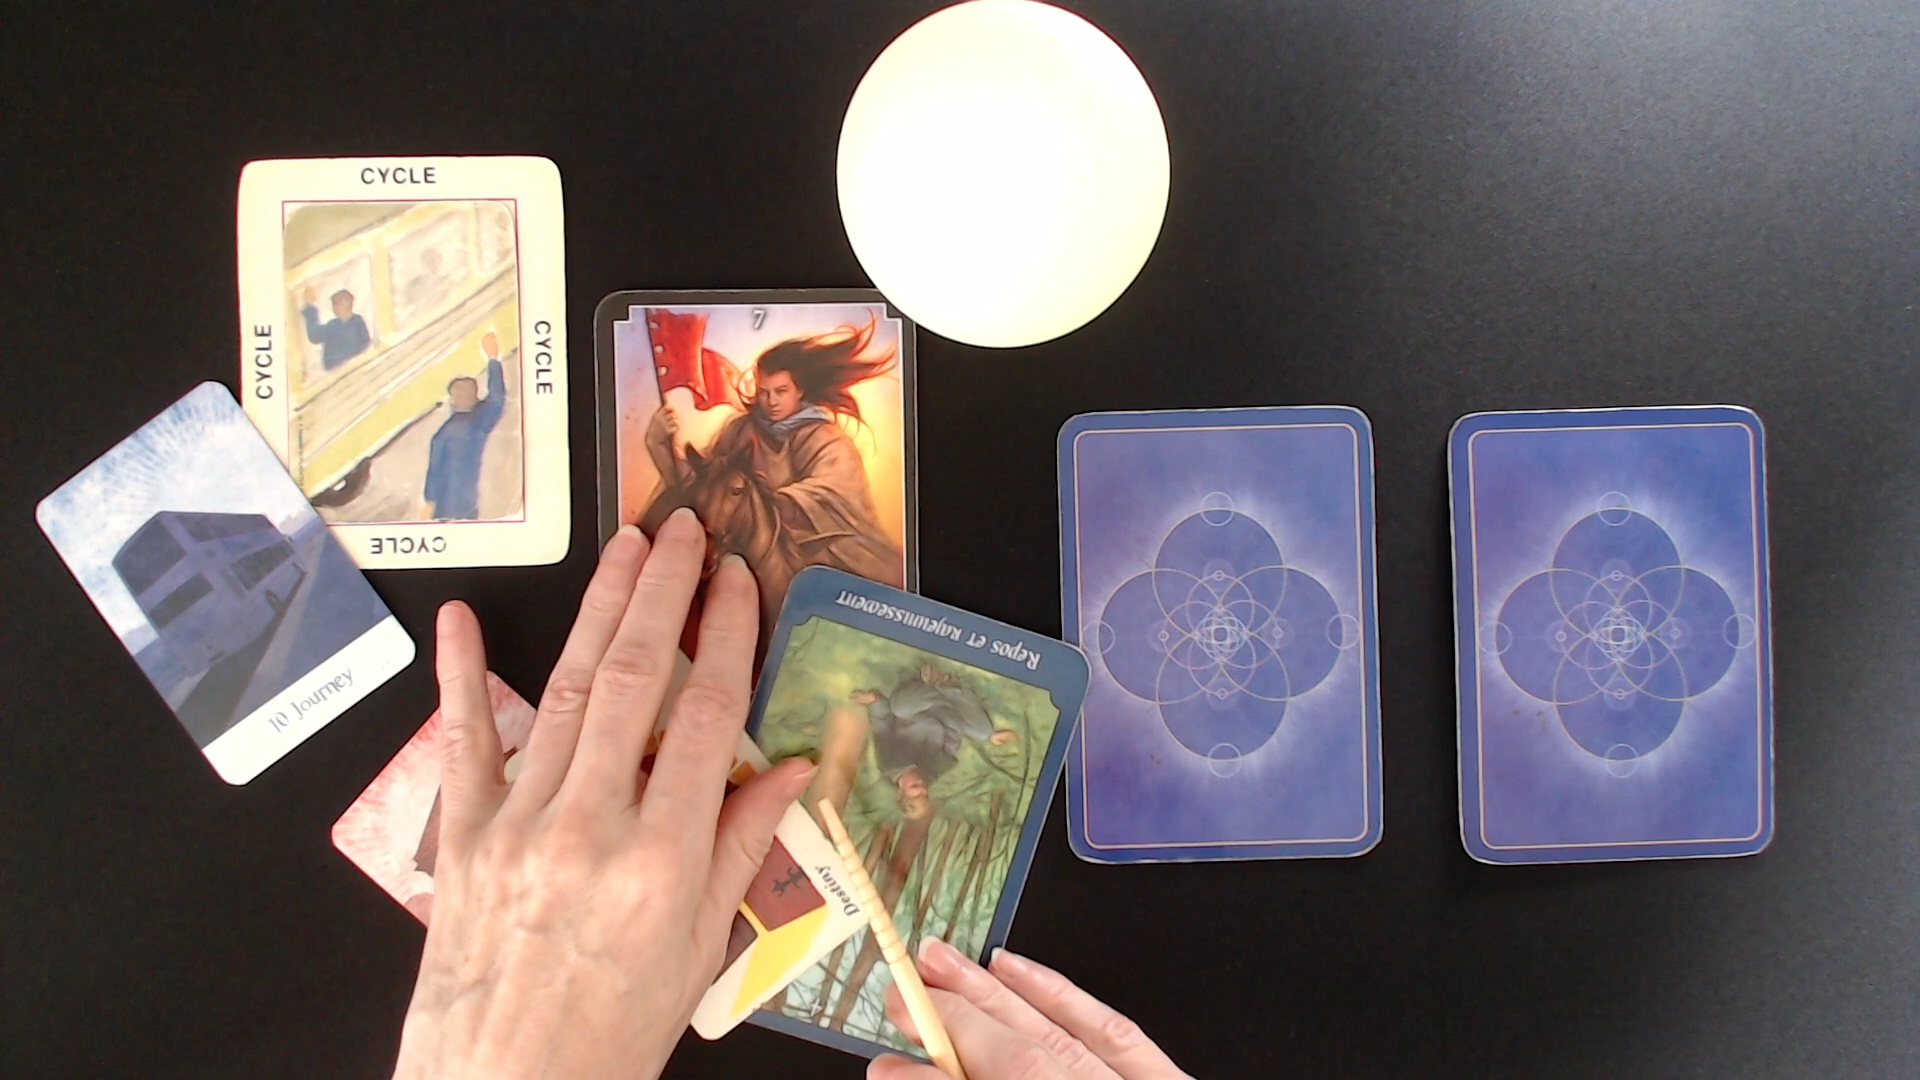 CYCLE
CYCLE
CYCLE
CYCLE
7
10 Journey
Repos et Rajeunissement
Destiny